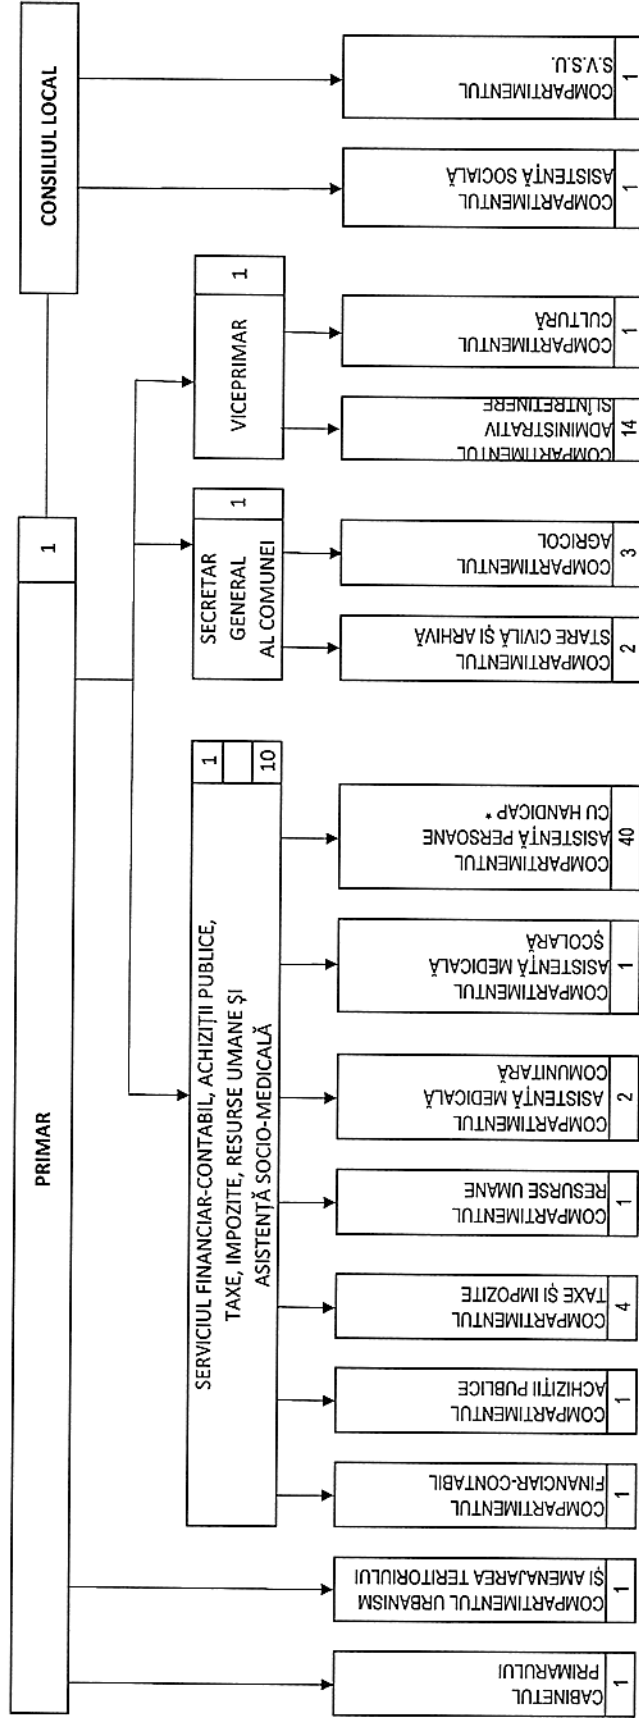 PRIMAR
1
CONSILIUL LOCAL
SERVICIUL FINANCIAR-CONTABIL, ACHIZIȚII PUBLICE,
TAXE, IMPOZITE, RESURSE UMANE ȘI
ASISTENȚĂ SOCIO-MEDICALĂ
1
10
SECRETAR
GENERAL
AL COMUNEI
1
VICEPRIMAR
1
CABINETUL
PRIMARULUI
1
COMPARTIMENTUL URBANISM
ȘI AMENAJAREA TERITORIULUI
1
COMPARTIMENTUL
FINANCIAR-CONTABIL
1
COMPARTIMENTUL
ACHIZIȚII PUBLICE
1
COMPARTIMENTUL
TAXE ȘI IMPOZITE
4
COMPARTIMENTUL
RESURSE UMANE
1
COMPARTIMENTUL
ASISTENȚĂ MEDICALĂ
COMUNITARĂ
2
COMPARTIMENTUL
ASISTENȚĂ MEDICALĂ
ȘCOLARĂ
1
COMPARTIMENTUL
ASISTENȚĂ PERSOANE
CU HANDICAP *
40
COMPARTIMENTUL
STARE CIVILĂ ȘI ARHIVĂ
2
COMPARTIMENTUL
AGRICOL
3
COMPARTIMENTUL
ADMINISTRATIV
ȘI ÎNTREȚINERE
14
COMPARTIMENTUL
CULTURĂ
1
COMPARTIMENTUL
ASISTENȚĂ SOCIALĂ
1
COMPARTIMENTUL
S.V.S.U.
1